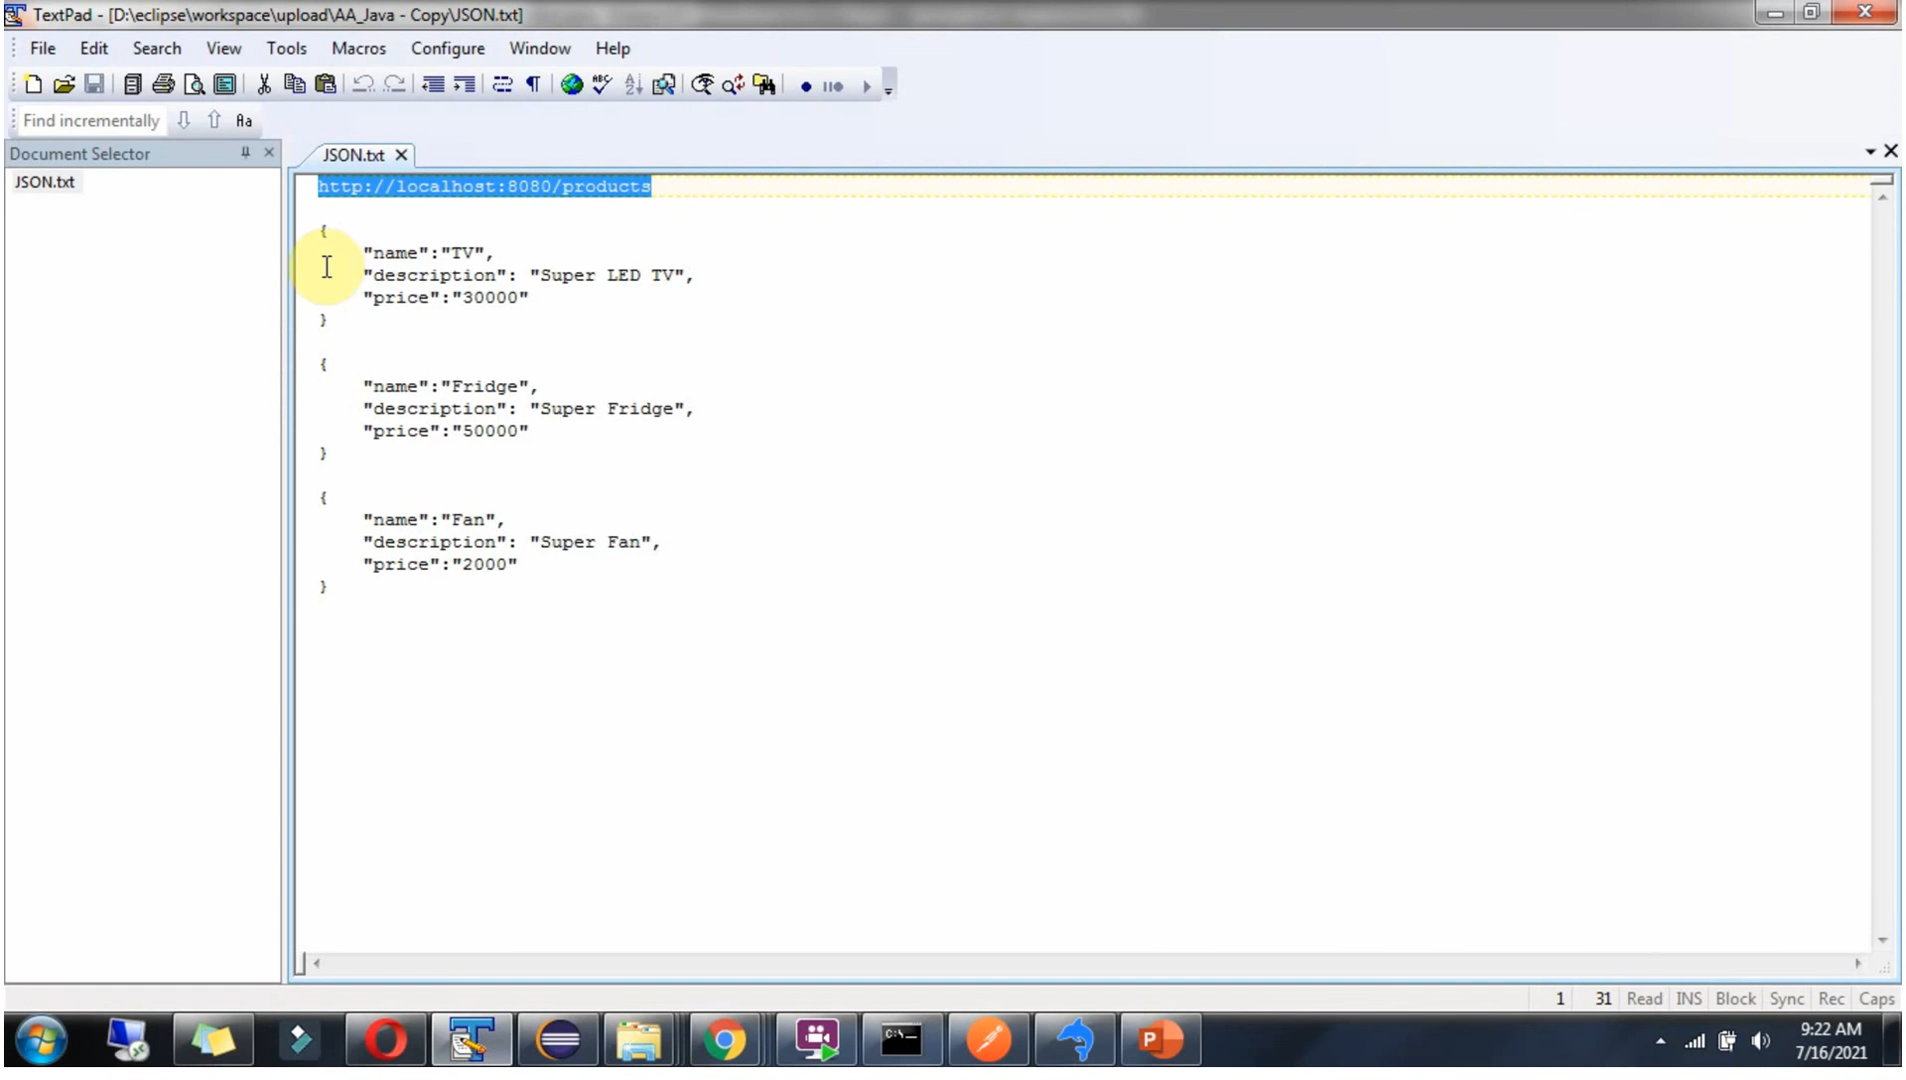 TextPad - [D:\eclipse\workspace\upload\AA_Java - Copy\JSON.txt]
File Edit Search View Tools Macros Configure Window Help
Find incrementally
Document Selector
JSON.txt
JSON.txt
http://localhost:8080/products
{
"name":"TV",
"description": "Super LED TV",
"price":"30000"
}
{
"name":"Fridge",
"description": "Super Fridge",
"price":"50000"
}
{
"name":"Fan",
"description": "Super Fan",
"price":"2000"
}
1 31 Read INS Block Sync Rec Caps
9:22 AM
7/16/2021